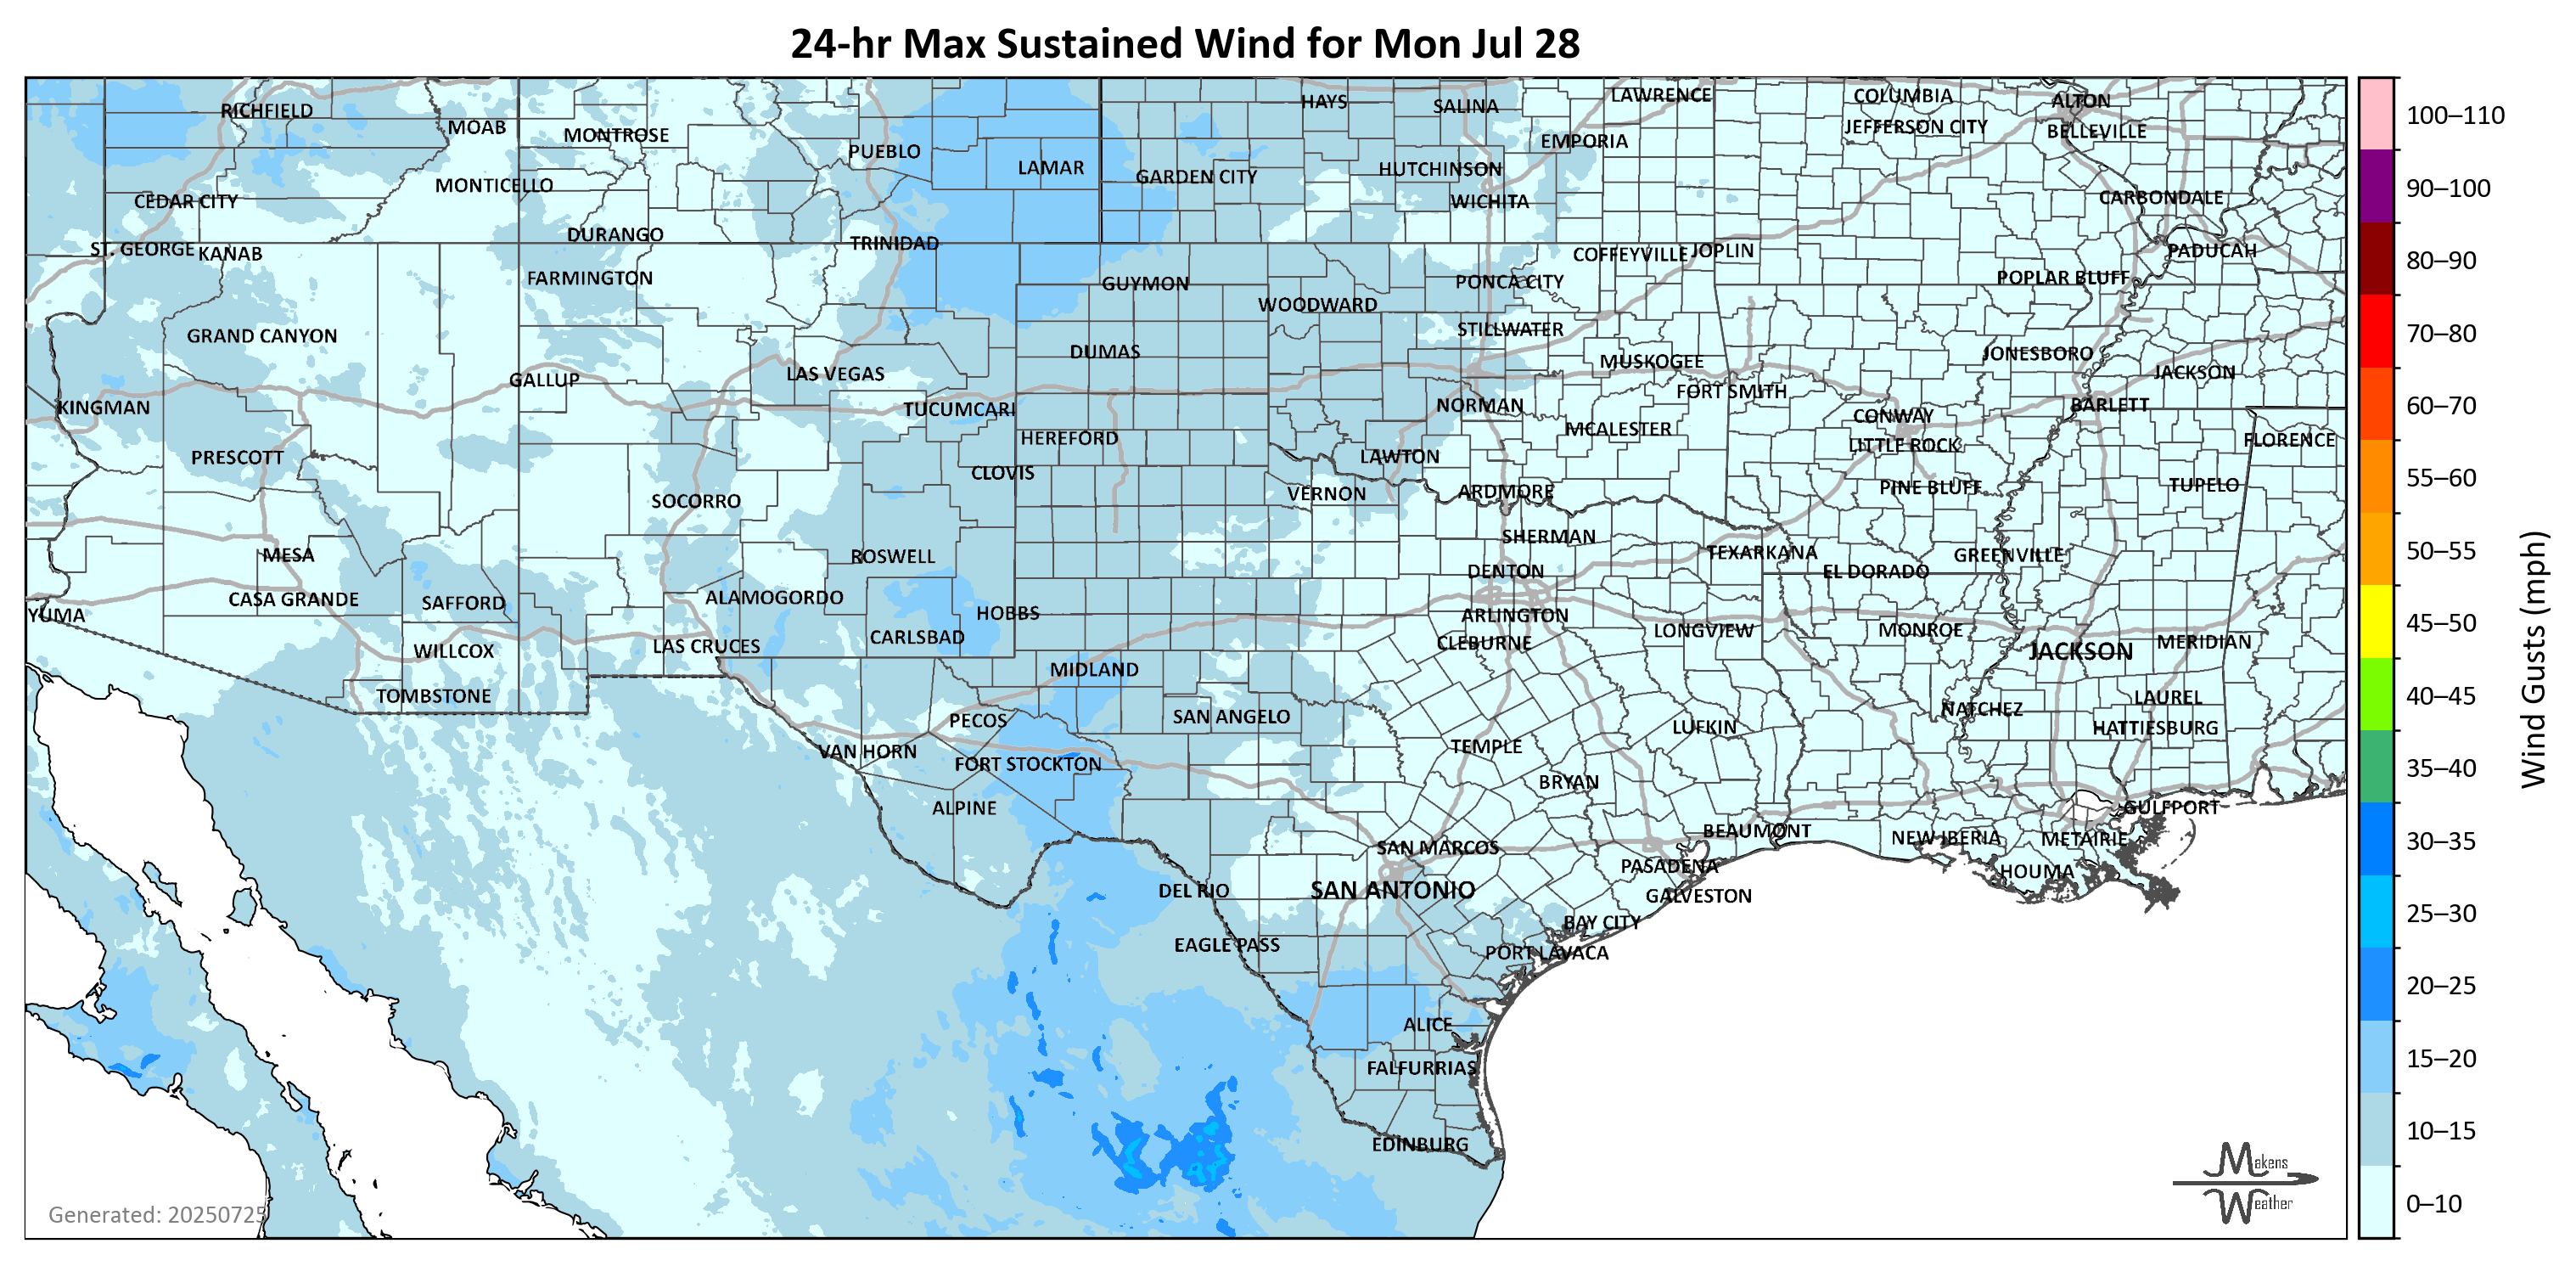 24-hr Max Sustained Wind for Mon Jul 28
RICHFIELD
MOAB
MONTROSE
PUEBLO
LAMAR
HAYS
SALINA
LAWRENCE
EMPORIA
COLUMBIA
JEFFERSON CITY
ALTON
BELLEVILLE
GARDEN CITY
HUTCHINSON
WICHITA
MONTICELLO
CEDAR CITY
CARBONDALE
ST. GEORGE
KANAB
DURANGO
TRINIDAD
COFFEYVILLE
JOPLIN
PADUCAH
FARMINGTON
GUYMON
PONCA CITY
POPLAR BLUFF
WOODWARD
GRAND CANYON
STILLWATER
DUMAS
MUSKOGEE
JONESBORO
GALLUP
LAS VEGAS
JACKSON
FORT SMITH
KINGMAN
TUCUMCARI
NORMAN
CONWAY
BARLETT
HEREFORD
MCALESTER
LITTLE ROCK
FLORENCE
PRESCOTT
CLOVIS
LAWTON
SOCORRO
VERNON
ARDMORE
PINE BLUFF
TUPELO
SHERMAN
MESA
ROSWELL
TEXARKANA
GREENVILLE
DENTON
EL DORADO
CASA GRANDE
SAFFORD
ALAMOGORDO
HOBBS
YUMA
ARLINGTON
CARLSBAD
CLEBURNE
LONGVIEW
MONROE
WILLCOX
LAS CRUCES
JACKSON
MERIDIAN
MIDLAND
TOMBSTONE
LAUREL
PECOS
SAN ANGELO
NATCHEZ
LUFKIN
HATTIESBURG
VAN HORN
TEMPLE
FORT STOCKTON
BRYAN
ALPINE
GULFPORT
BEAUMONT
NEW IBERIA
METAIRIE
SAN MARCOS
PASADENA
HOUMA
DEL RIO
SAN ANTONIO
GALVESTON
BAY CITY
EAGLE PASS
PORT LAVACA
ALICE
FALFURRIAS
EDINBURG
Generated: 20250725
Makens
Weather
100–110
90–100
80–90
70–80
60–70
55–60
50–55
45–50
40–45
35–40
30–35
25–30
20–25
15–20
10–15
0–10
Wind Gusts (mph)